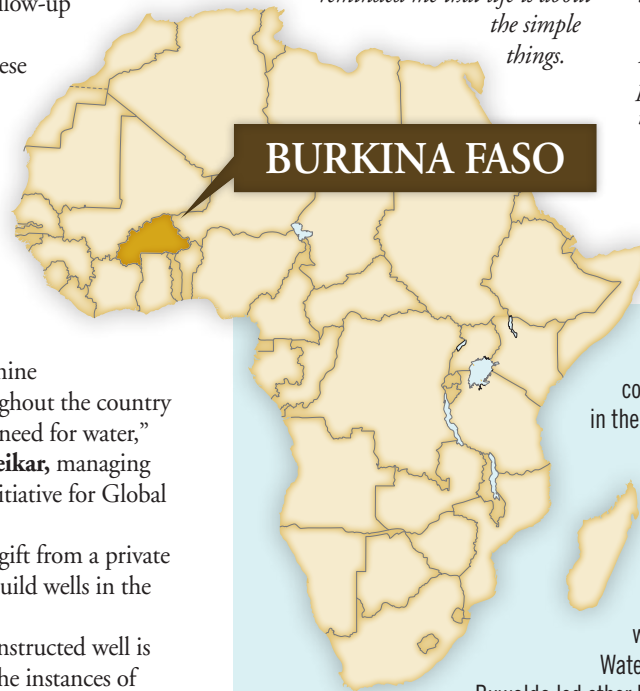 llow-up
ese
reminded me that life is about
the simple
things.
BURKINA FASO
nine
ghout the country
need for water,”
eikar, managing
itiative for Global
gift from a private
uild wells in the
nstructed well is
he instances of
co
in the
w
Wate